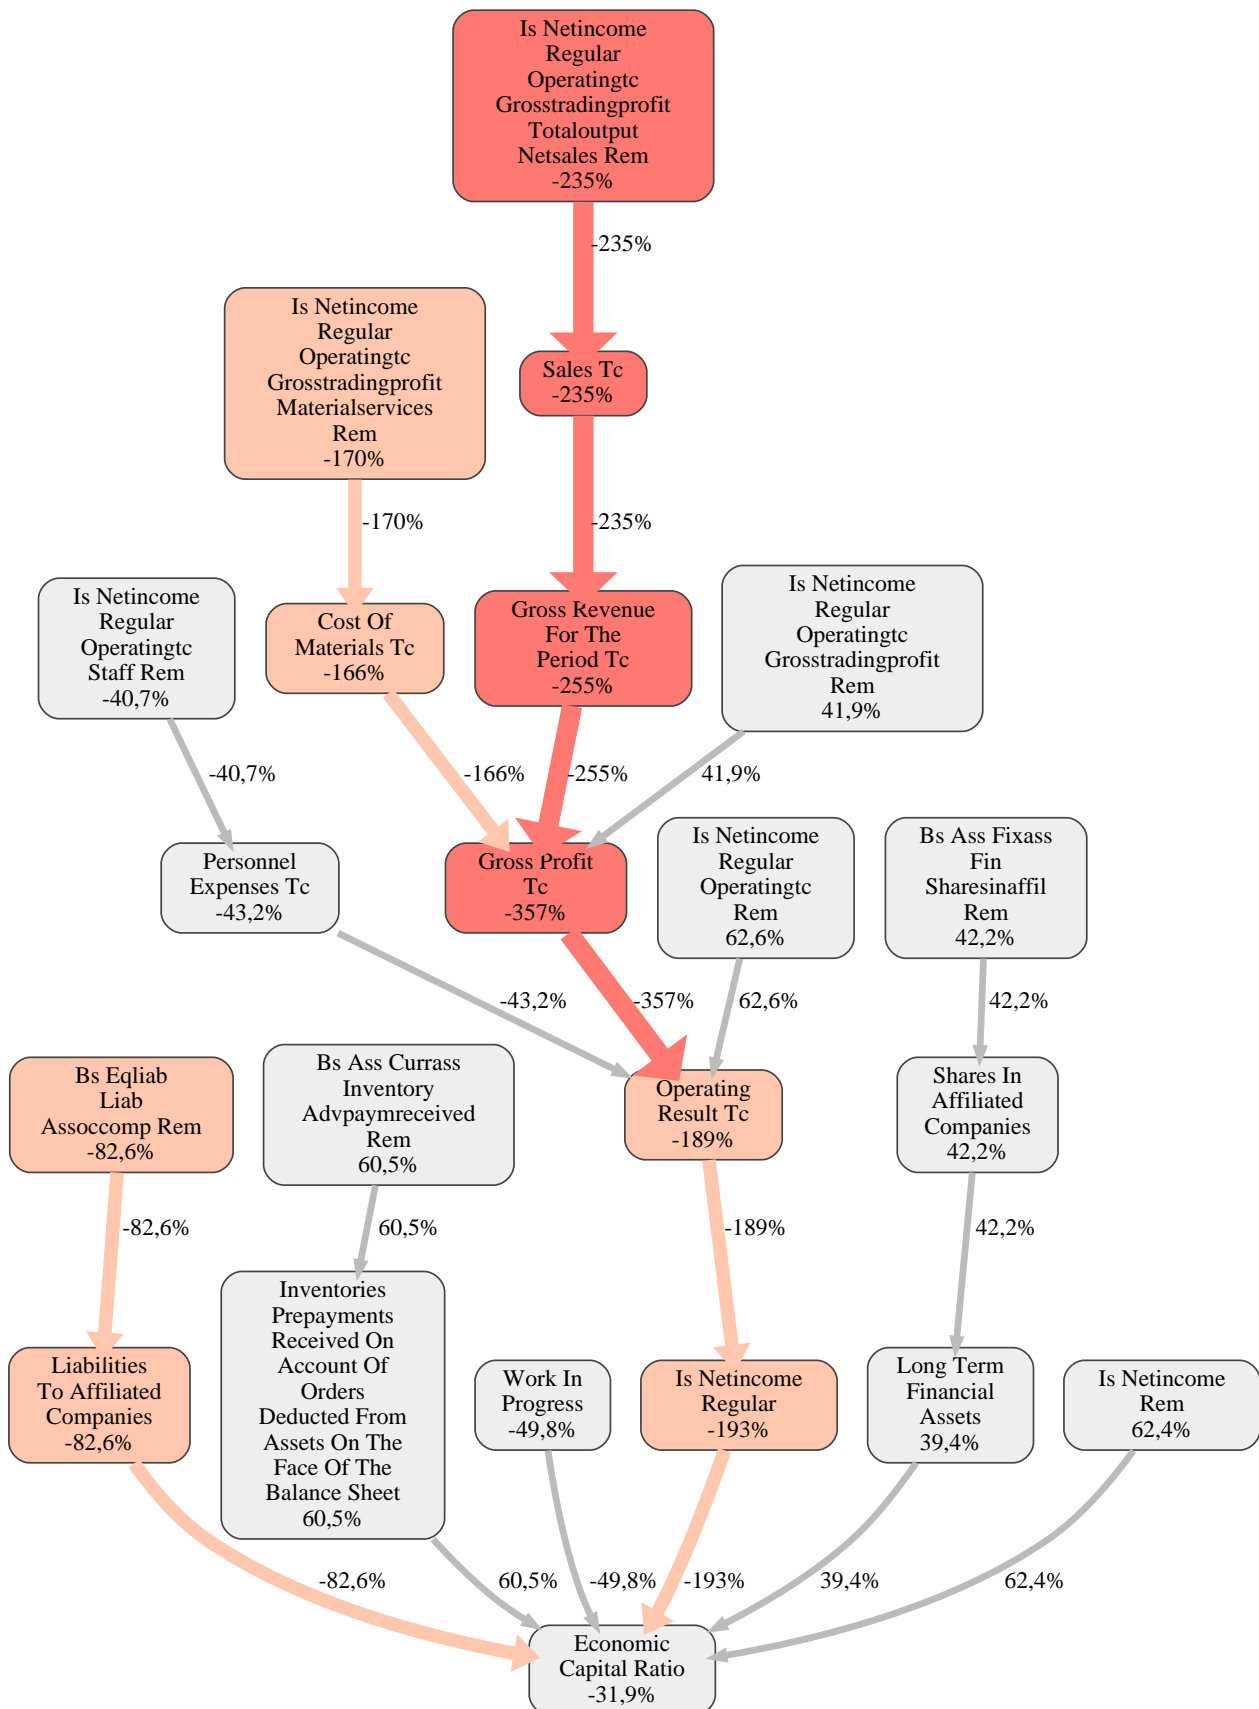 Is Netincome
Regular
Operatingtc
Grosstradingprofit
Totaloutput
Netsales Rem
-235%
-235%
Is Netincome
Regular
Operatingtc
Grosstradingprofit
Materialservices
Rem
-170%
Sales Tc
-235%
-170%
-235%
Is Netincome
Regular
Operatingtc
Staff Rem
-40,7%
Cost Of
Materials Tc
-166%
Gross Revenue
For The
Period Tc
-255%
Is Netincome
Regular
Operatingtc
Grosstradingprofit
Rem
41,9%
-40,7%
-166%
-255%
41,9%
Personnel
Expenses Tc
-43,2%
Gross Profit
Tc
-357%
Is Netincome
Regular
Operatingtc
Rem
62,6%
Bs Ass Fixass
Fin
Sharesinaffil
Rem
42,2%
-43,2%
-357%
62,6%
42,2%
Bs Eqliab
Liab
Assoccomp Rem
-82,6%
Bs Ass Currass
Inventory
Advpaymreceived
Rem
60,5%
Operating
Result Tc
-189%
Shares In
Affiliated
Companies
42,2%
-82,6%
60,5%
-189%
42,2%
Liabilities
To Affiliated
Companies
-82,6%
Inventories
Prepayments
Received On
Account Of
Orders
Deducted From
Assets On The
Face Of The
Balance Sheet
60,5%
Work In
Progress
-49,8%
Is Netincome
Regular
-193%
Long Term
Financial
Assets
39,4%
Is Netincome
Rem
62,4%
-82,6%
60,5%
-49,8%
-193%
39,4%
62,4%
Economic
Capital Ratio
-31,9%